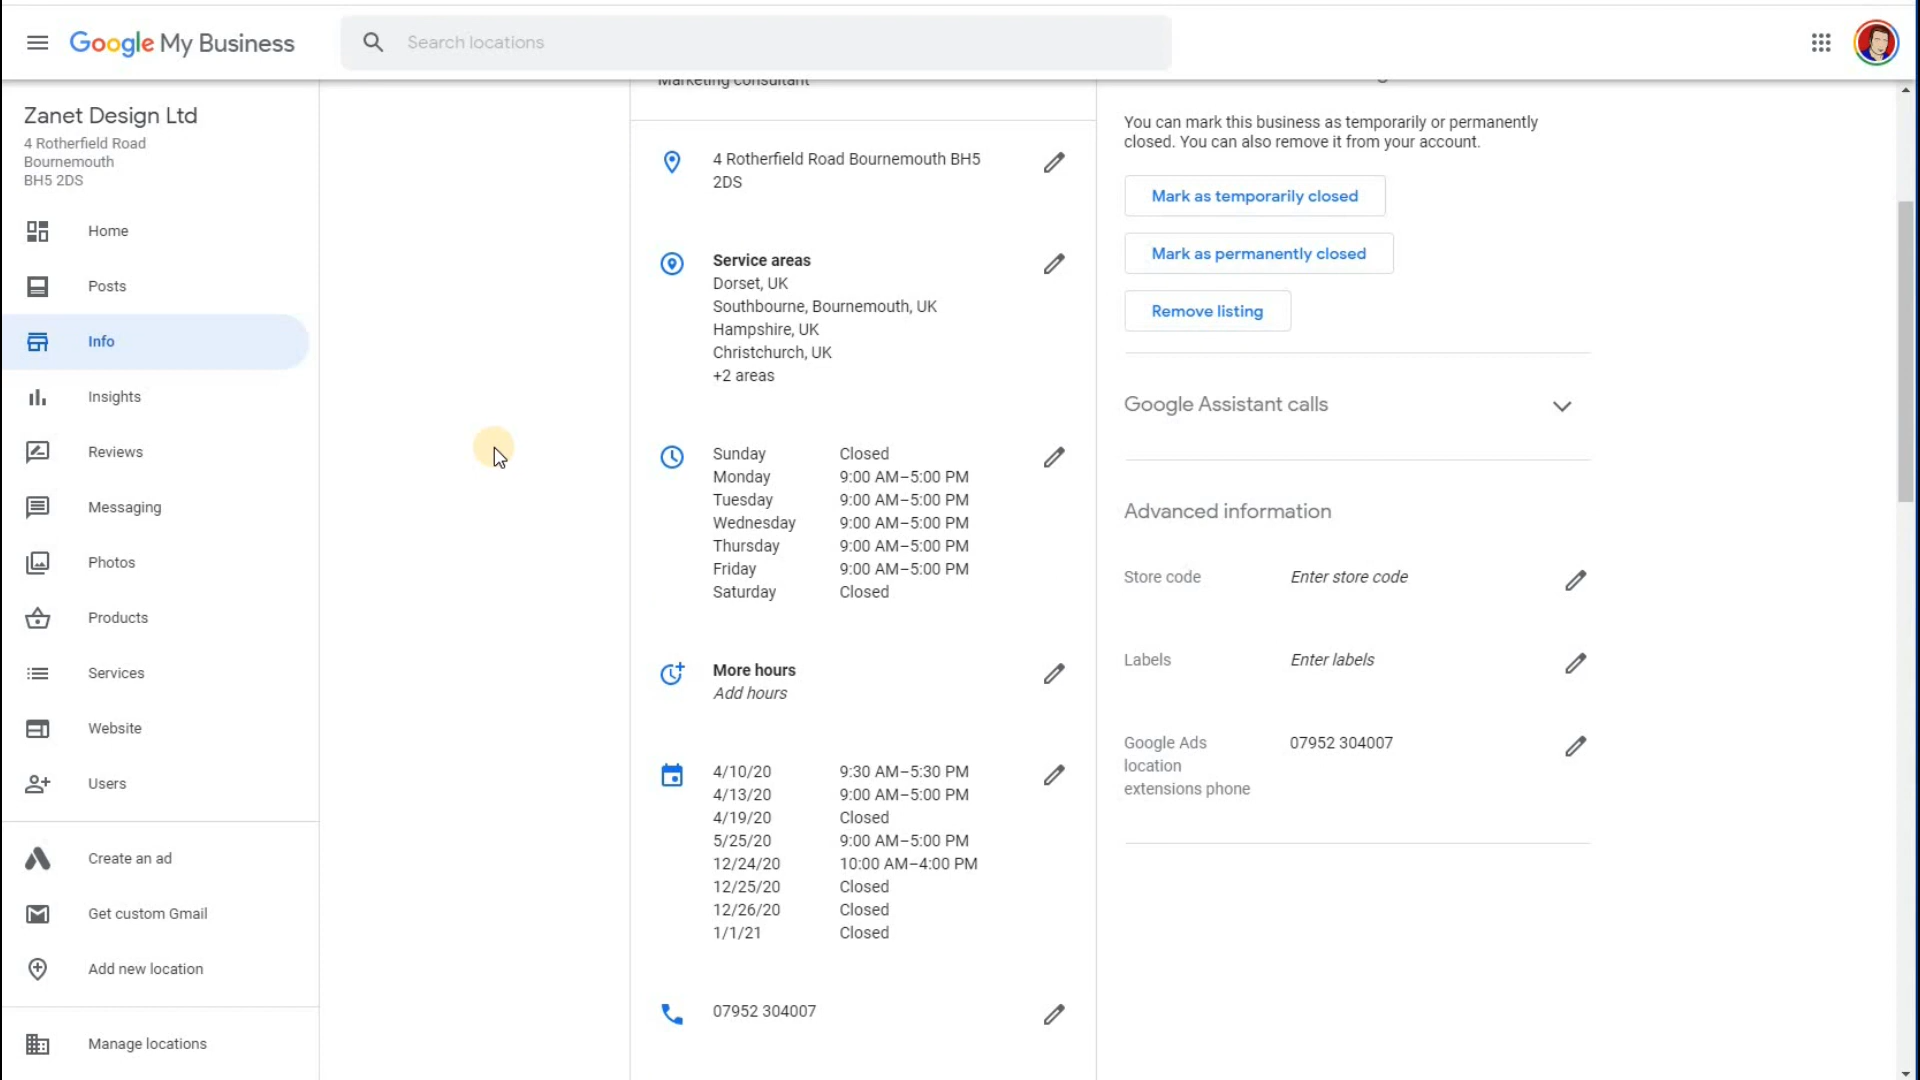 Google My Business
Search locations
Zanet Design Ltd
4 Rotherfield Road
Bournemouth
BH5 2DS
Home
Posts
Info
Insights
Reviews
Messaging
Photos
Products
Services
Website
Users
Create an ad
Get custom Gmail
Add new location
Manage locations
Marketing consultant
4 Rotherfield Road Bournemouth BH5
2DS
Service areas
Dorset, UK
Southbourne, Bournemouth, UK
Hampshire, UK
Christchurch, UK
+2 areas
Sunday Closed
Monday 9:00 AM–5:00 PM
Tuesday 9:00 AM–5:00 PM
Wednesday 9:00 AM–5:00 PM
Thursday 9:00 AM–5:00 PM
Friday 9:00 AM–5:00 PM
Saturday Closed
More hours
Add hours
4/10/20 9:30 AM–5:30 PM
4/13/20 9:00 AM–5:00 PM
4/19/20 Closed
5/25/20 9:00 AM–5:00 PM
12/24/20 10:00 AM–4:00 PM
12/25/20 Closed
12/26/20 Closed
1/1/21 Closed
07952 304007
You can mark this business as temporarily or permanently
closed. You can also remove it from your account.
Mark as temporarily closed
Mark as permanently closed
Remove listing
Google Assistant calls
Advanced information
Store code Enter store code
Labels Enter labels
Google Ads 07952 304007
location
extensions phone